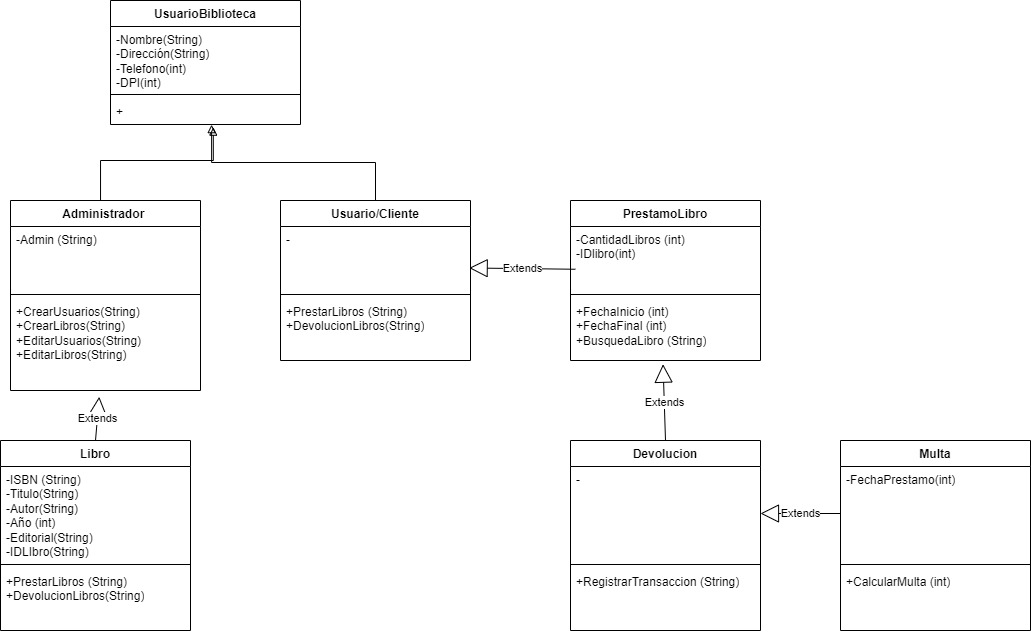 UsuarioBiblioteca
-Nombre(String)
-Dirección(String)
-Telefono(int)
-DPI(int)
+
Administrador
-Admin (String)
+CrearUsuarios(String)
+CrearLibros(String)
+EditarUsuarios(String)
+EditarLibros(String)
Usuario/Cliente
-
+PrestarLibros (String)
+DevolucionLibros(String)
Extends
PrestamoLibro
-CantidadLibros (int)
-IDlibro(int)
+FechaInicio (int)
+FechaFinal (int)
+BusquedaLibro (String)
Extends
Extends
Libro
-ISBN (String)
-Titulo(String)
-Autor(String)
-Año (int)
-Editorial(String)
-IDLIbro(String)
+PrestarLibros (String)
+DevolucionLibros(String)
Devolucion
-
+RegistrarTransaccion (String)
Extends
Multa
-FechaPrestamo(int)
+CalcularMulta (int)